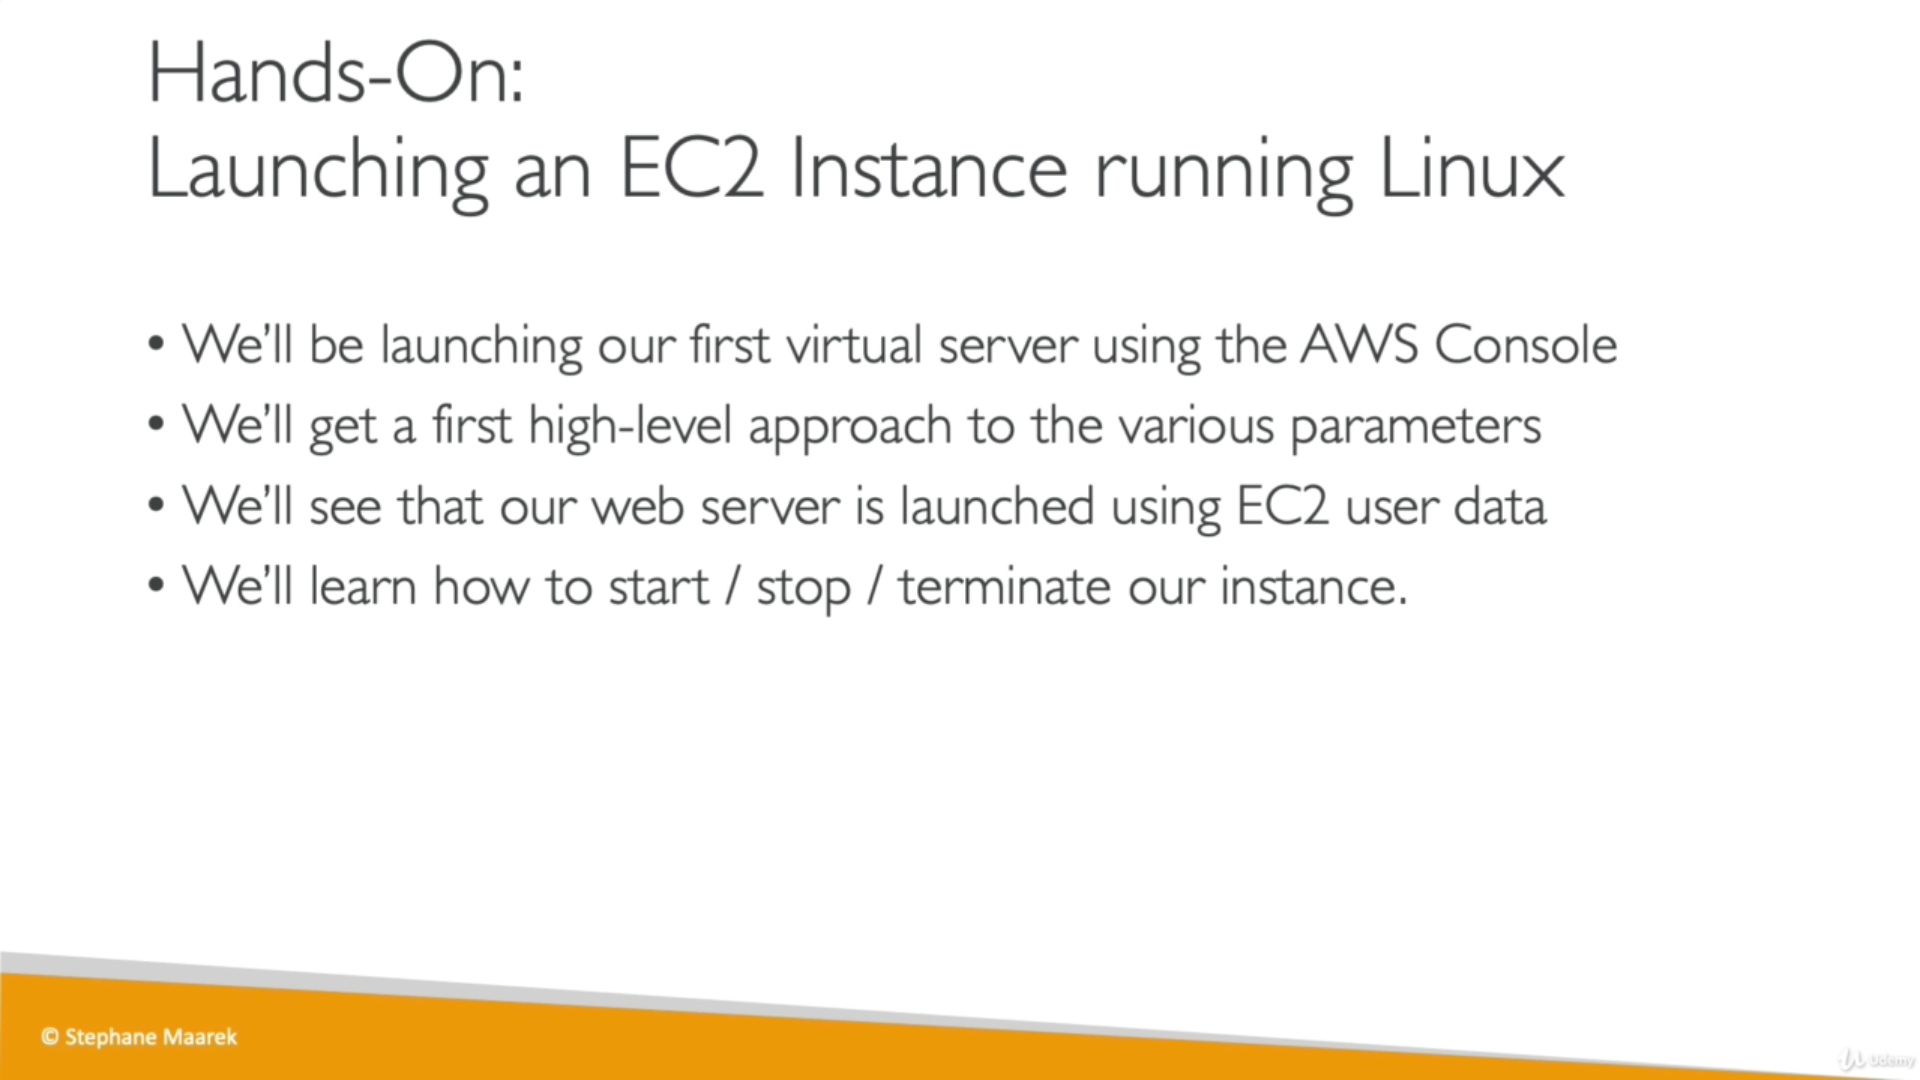 Hands-On:
Launching an EC2 Instance running Linux
• We'll be launching our first virtual server using the AWS Console
• We'll get a first high-level approach to the various parameters
• We'll see that our web server is launched using EC2 user data
• We'll learn how to start / stop / terminate our instance.
© Stephane Maarek
Udemy